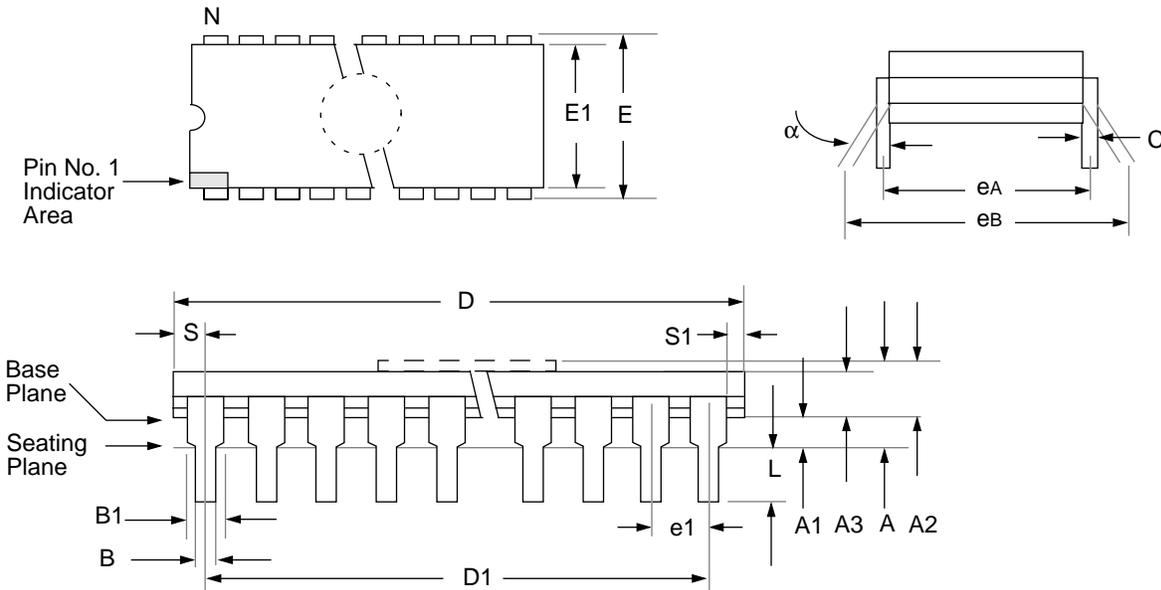 N
E1
E
Pin No. 1
Indicator
Area
α
C
eA
eB
D
S
S1
Base
Plane
Seating
Plane
L
B1
e1
A1
A3
A
A2
B
D1